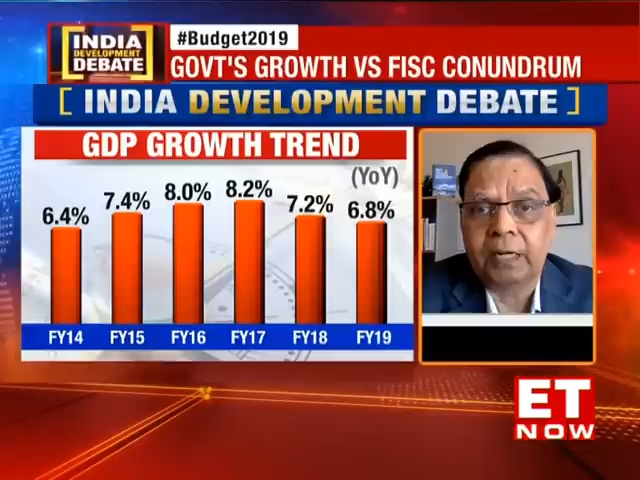 #Budget2019
INDIA
DEVELOPMENT
DEBATE
GOVT'S GROWTH VS FISC CONUNDRUM
[ INDIA DEVELOPMENT DEBATE ]
GDP GROWTH TREND
(YoY)
6.4% 7.4% 8.0% 8.2% 7.2% 6.8%
FY14 FY15 FY16 FY17 FY18 FY19
ET
NOW